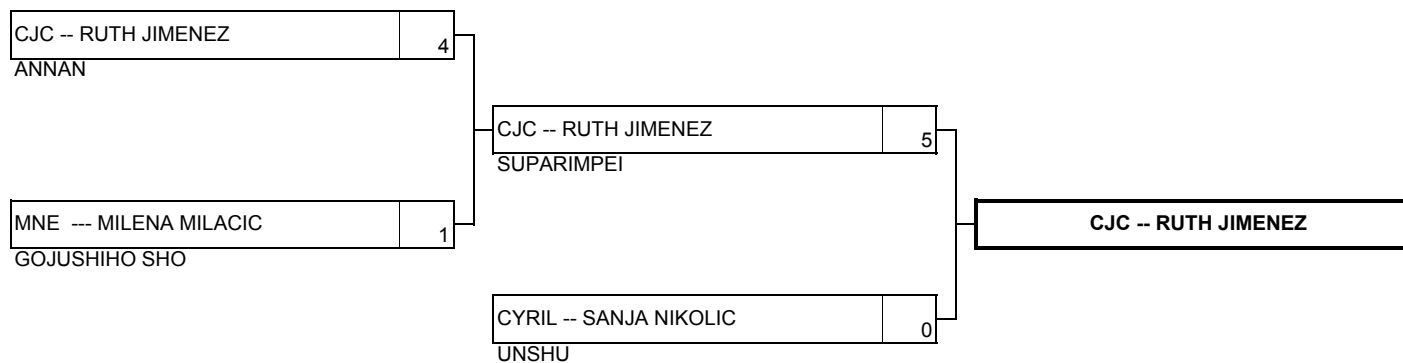 CJC -- RUTH JIMENEZ 4
ANNAN
CJC -- RUTH JIMENEZ 5
SUPARIMPEI
MNE --- MILENA MILACIC 1
GOJUSHIHO SHO
CJC -- RUTH JIMENEZ
CYRIL -- SANJA NIKOLIC 0
UNSHU